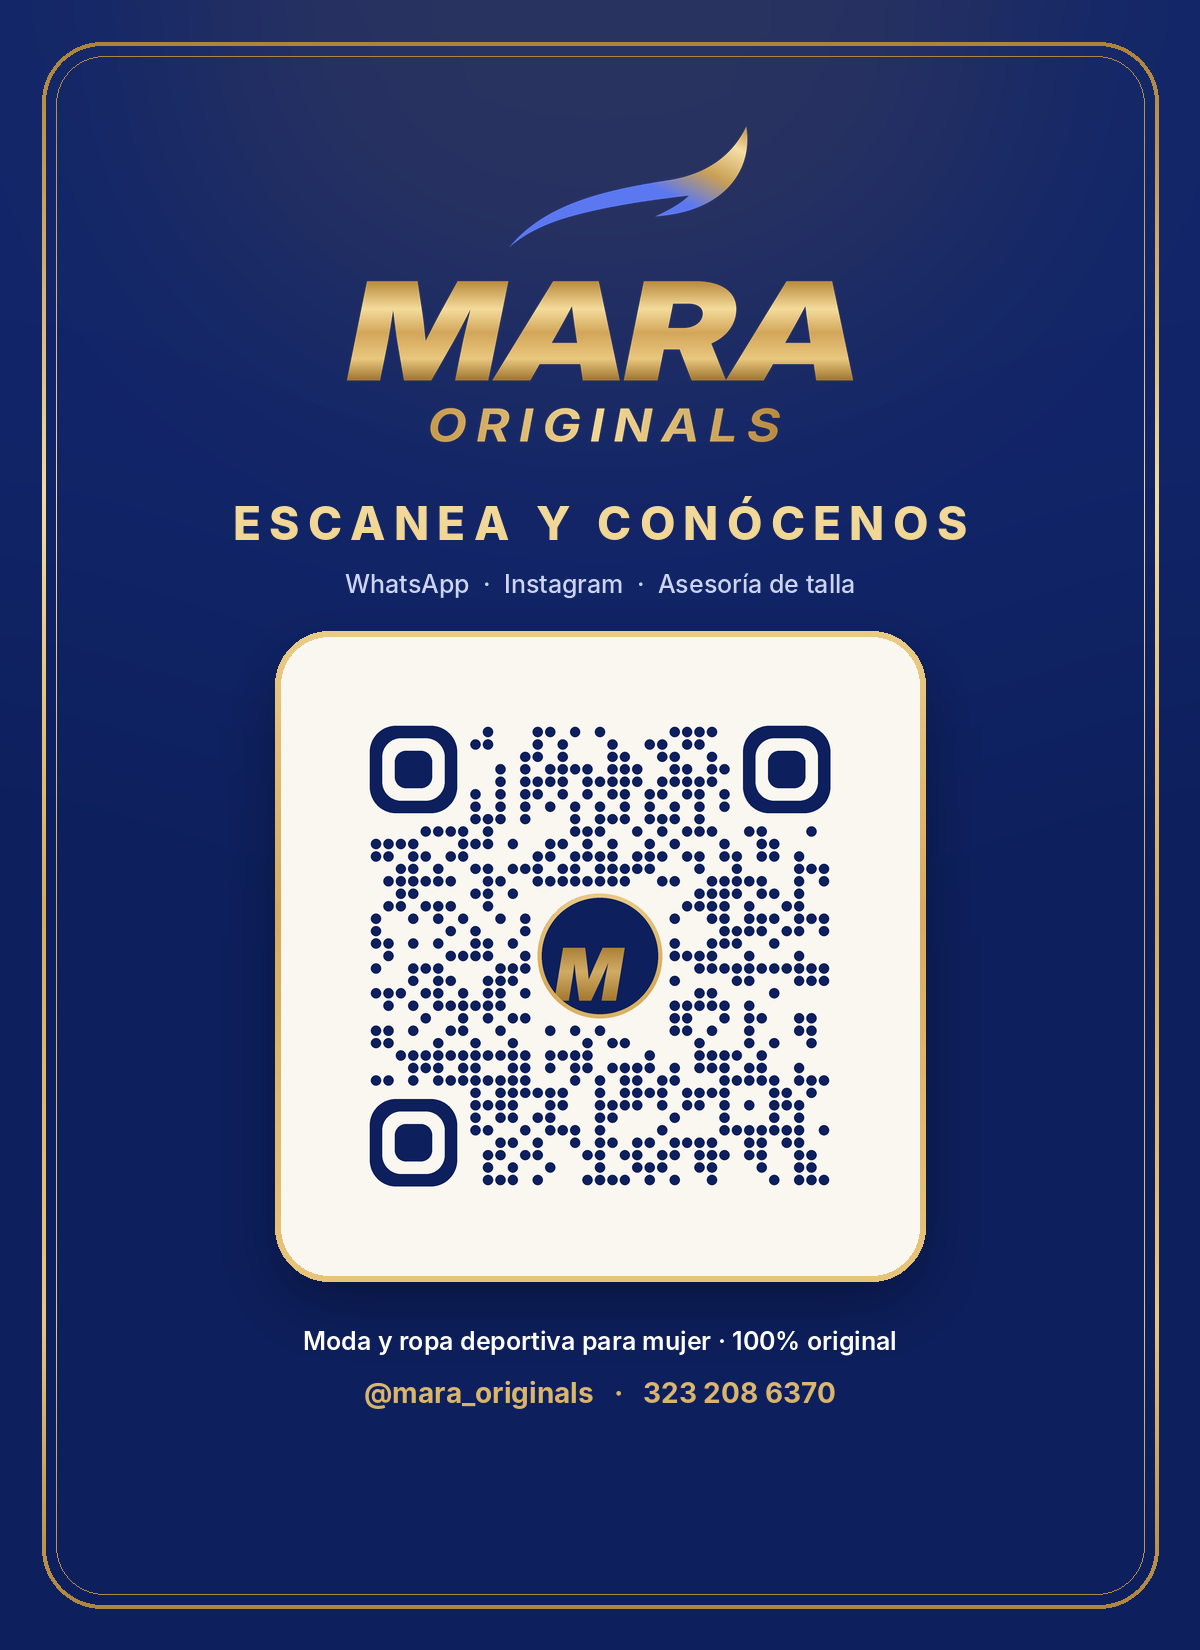 MARA
ORIGINALS
ESCANEA Y CONÓCENOS
WhatsApp · Instagram · Asesoría de talla
M
Moda y ropa deportiva para mujer · 100% original
@mara_originals · 323 208 6370